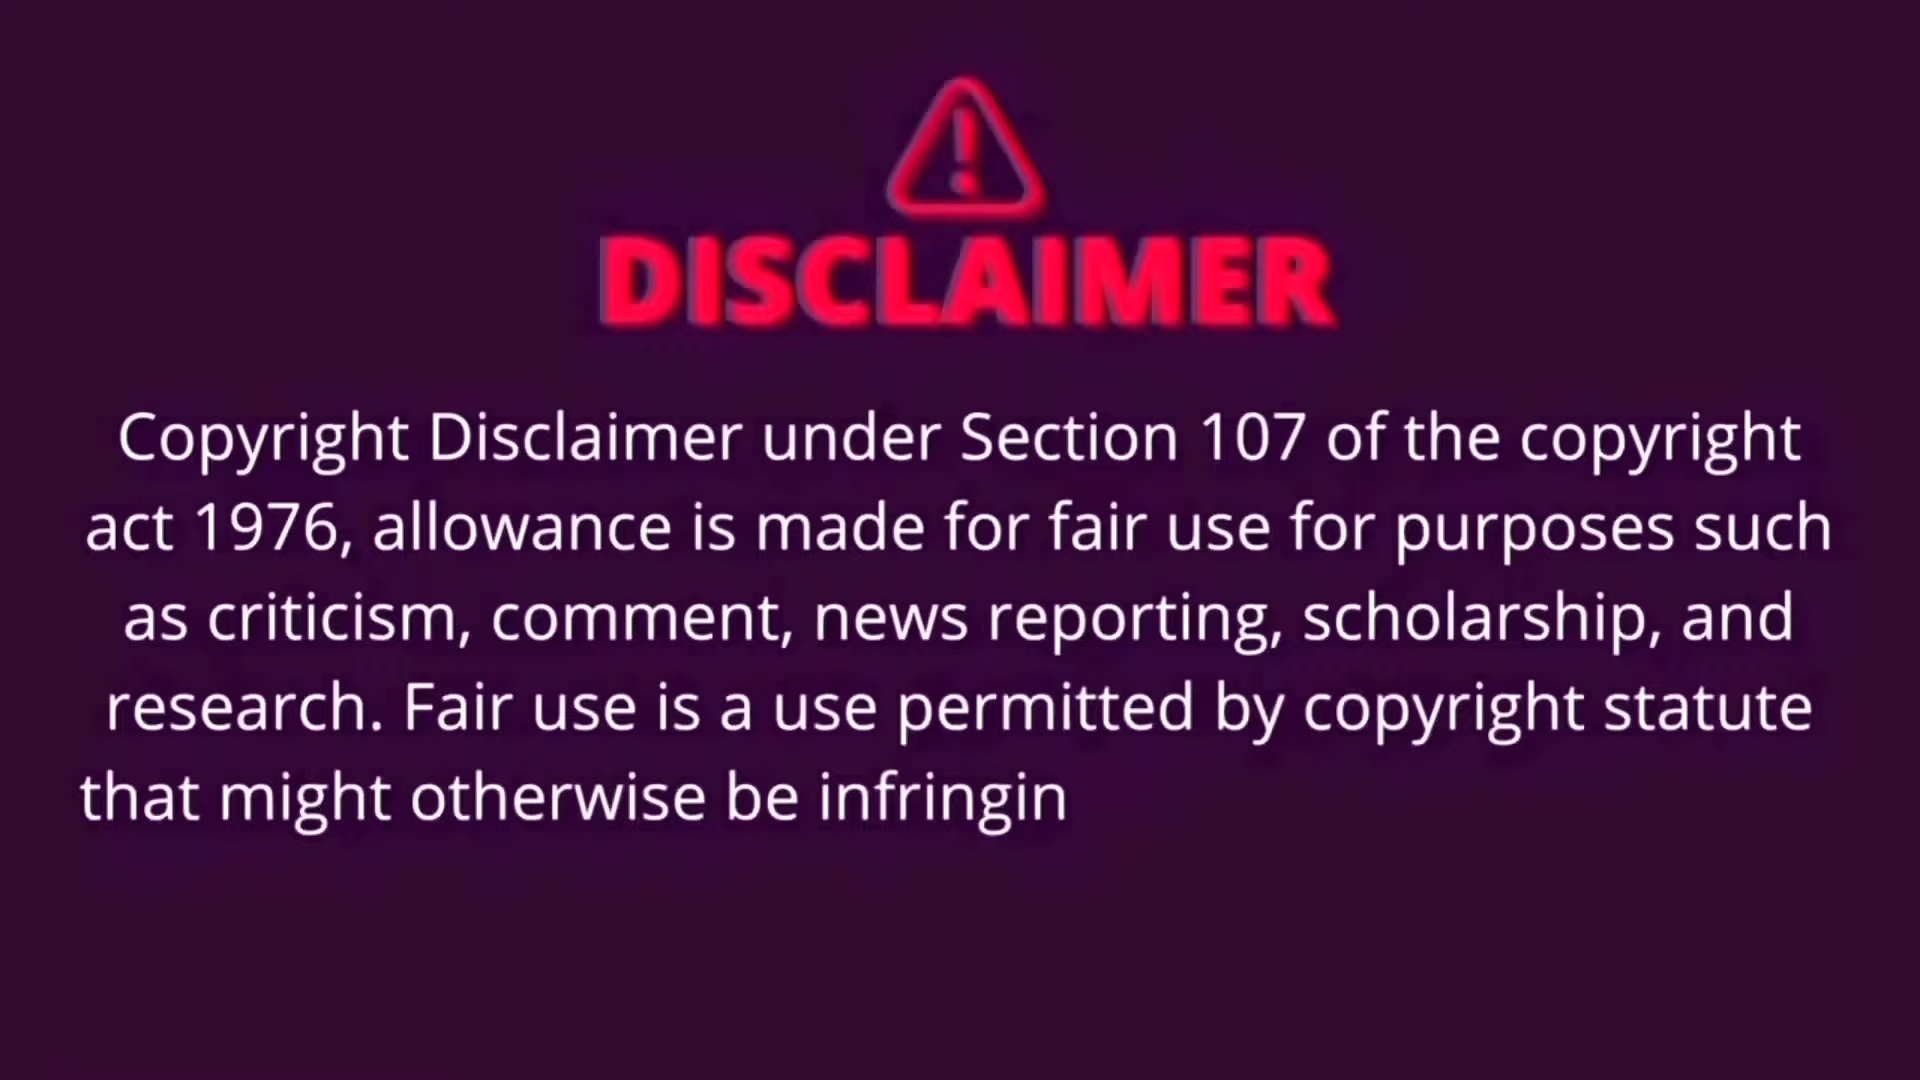 DISCLAIMER
Copyright Disclaimer under Section 107 of the copyright
act 1976, allowance is made for fair use for purposes such
as criticism, comment, news reporting, scholarship, and
research. Fair use is a use permitted by copyright statute
that might otherwise be infringin